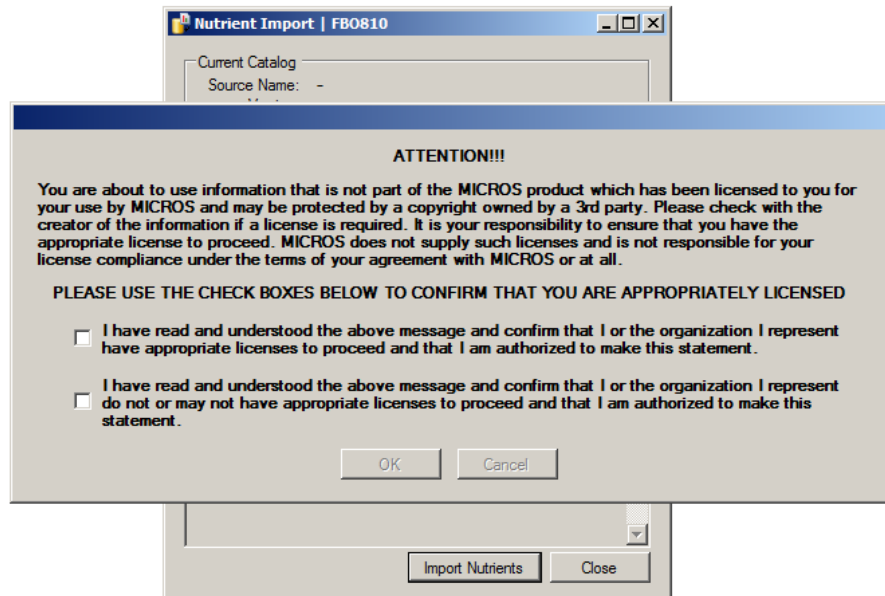 Nutrient Import | FBO810
Current Catalog
Source Name: -
ATTENTION!!!
You are about to use information that is not part of the MICROS product which has been licensed to you for
your use by MICROS and may be protected by a copyright owned by a 3rd party. Please check with the
creator of the information if a license is required. It is your responsibility to ensure that you have the
appropriate license to proceed. MICROS does not supply such licenses and is not responsible for your
license compliance under the terms of your agreement with MICROS or at all.
PLEASE USE THE CHECK BOXES BELOW TO CONFIRM THAT YOU ARE APPROPRIATELY LICENSED
I have read and understood the above message and confirm that I or the organization I represent
have appropriate licenses to proceed and that I am authorized to make this statement.
I have read and understood the above message and confirm that I or the organization I represent
do not or may not have appropriate licenses to proceed and that I am authorized to make this
statement.
OK Cancel
Import Nutrients Close